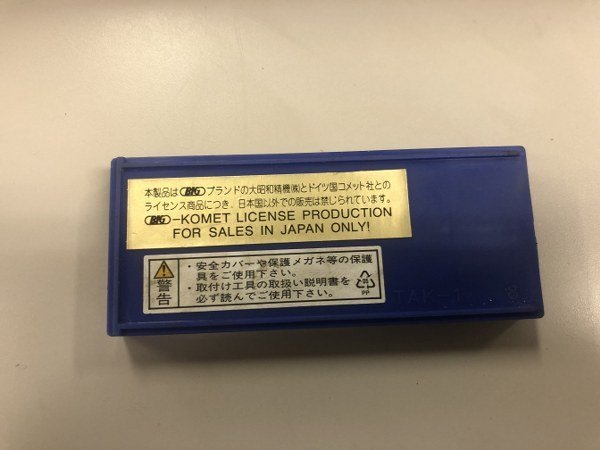 本製品はBIGブランドの大昭和精機㈱とドイツ国コメット社との
ライセンス商品につき、日本国以外での販売は禁じられています。
BIG-KOMET LICENSE PRODUCTION
FOR SALES IN JAPAN ONLY!
警告
・安全カバーや保護メガネ等の保護
具をご使用下さい。
・取付け工具の取扱い説明書を
必ず読んでご使用下さい。
PP
TAK-1